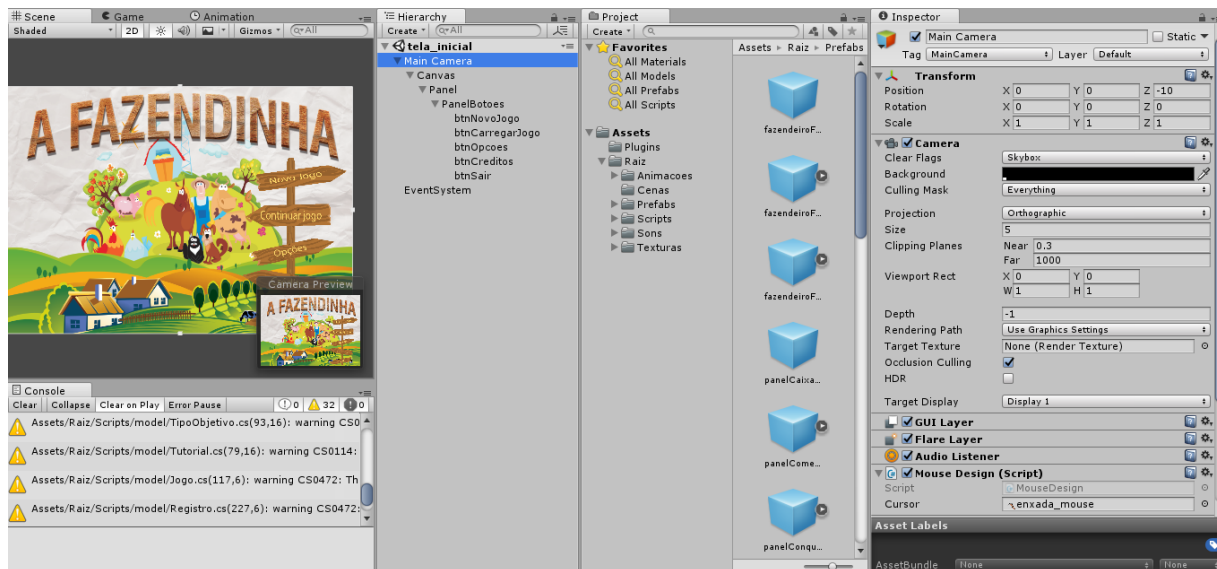 Scene
Game
Animation
Shaded
2D
Gizmos
All
A FAZENDINHA
Novo Jogo
Continuar jogo
Opções
Camera Preview
A FAZENDINHA
Console
Clear
Collapse
Clear on Play
Error Pause
0
32
0
Assets/Raiz/Scripts/model/TipoObjetivo.cs(93,16): warning CS0
Assets/Raiz/Scripts/model/Tutorial.cs(79,16): warning CS0114:
Assets/Raiz/Scripts/model/Jogo.cs(117,6): warning CS0472: Th
Assets/Raiz/Scripts/model/Registro.cs(227,6): warning CS0472:
Hierarchy
Create
All
tela_inicial
Main Camera
Canvas
Panel
PanelBotoes
btnNovoJogo
btnCarregarJogo
btnOpcoes
btnCreditos
btnSair
EventSystem
Project
Create
Favorites
All Materials
All Models
All Prefabs
All Scripts
Assets
Plugins
Raiz
Animacoes
Cenas
Prefabs
Scripts
Sons
Texturas
Assets Raiz Prefabs
fazendeiroF...
fazendeiroF...
fazendeiroF...
panelCaixa...
panelCome...
panelConqu...
Inspector
Main Camera
Static
Tag MainCamera Layer Default
Transform
Position X 0 Y 0 Z -10
Rotation X 0 Y 0 Z 0
Scale X 1 Y 1 Z 1
Camera
Clear Flags Skybox
Background
Culling Mask Everything
Projection Orthographic
Size 5
Clipping Planes Near 0.3
Far 1000
Viewport Rect X 0 Y 0
W 1 H 1
Depth -1
Rendering Path Use Graphics Settings
Target Texture None (Render Texture)
Occlusion Culling
HDR
Target Display Display 1
GUI Layer
Flare Layer
Audio Listener
Mouse Design (Script)
Script MouseDesign
Cursor enxada_mouse
Asset Labels
AssetBundle None None